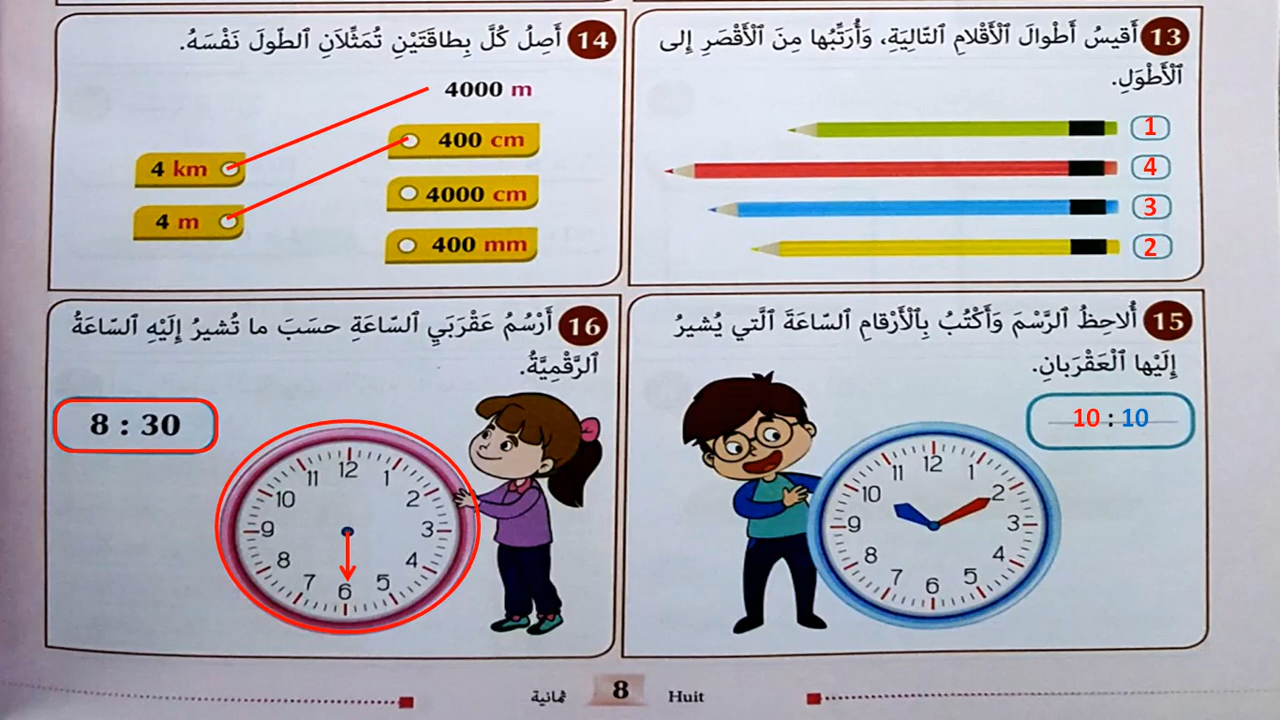 13 أَقيسُ أَطْوالَ ٱلْأَقْلامِ ٱلتّالِيَةِ، وَأُرَتِّبُها مِنَ ٱلْأَقْصَرِ إِلى
ٱلْأَطْوَلِ.
1
4
3
2
14 أَصِلُ كُلَّ بِطاقَتَيْنِ تُمَثِّلاَنِ ٱلطّولَ نَفْسَهُ.
4000 m
400 cm
4 km
4000 cm
4 m
400 mm
15 أُلاحِظُ ٱلرَّسْمَ وَأَكْتُبُ بِٱلْأَرْقامِ ٱلسّاعَةَ ٱلَّتي يُشيرُ
إِلَيْها ٱلْعَقْرَبانِ.
10 : 10
12
11 1
10 2
9 3
8 4
7 5
6
16 أَرْسُمُ عَقْرَبَيِ ٱلسّاعَةِ حسَبَ ما تُشيرُ إِلَيْهِ ٱلسّاعَةُ
ٱلرَّقْمِيَّةُ.
8 : 30
12
11 1
10 2
9 3
8 4
7 5
6
ثمانية 8 Huit